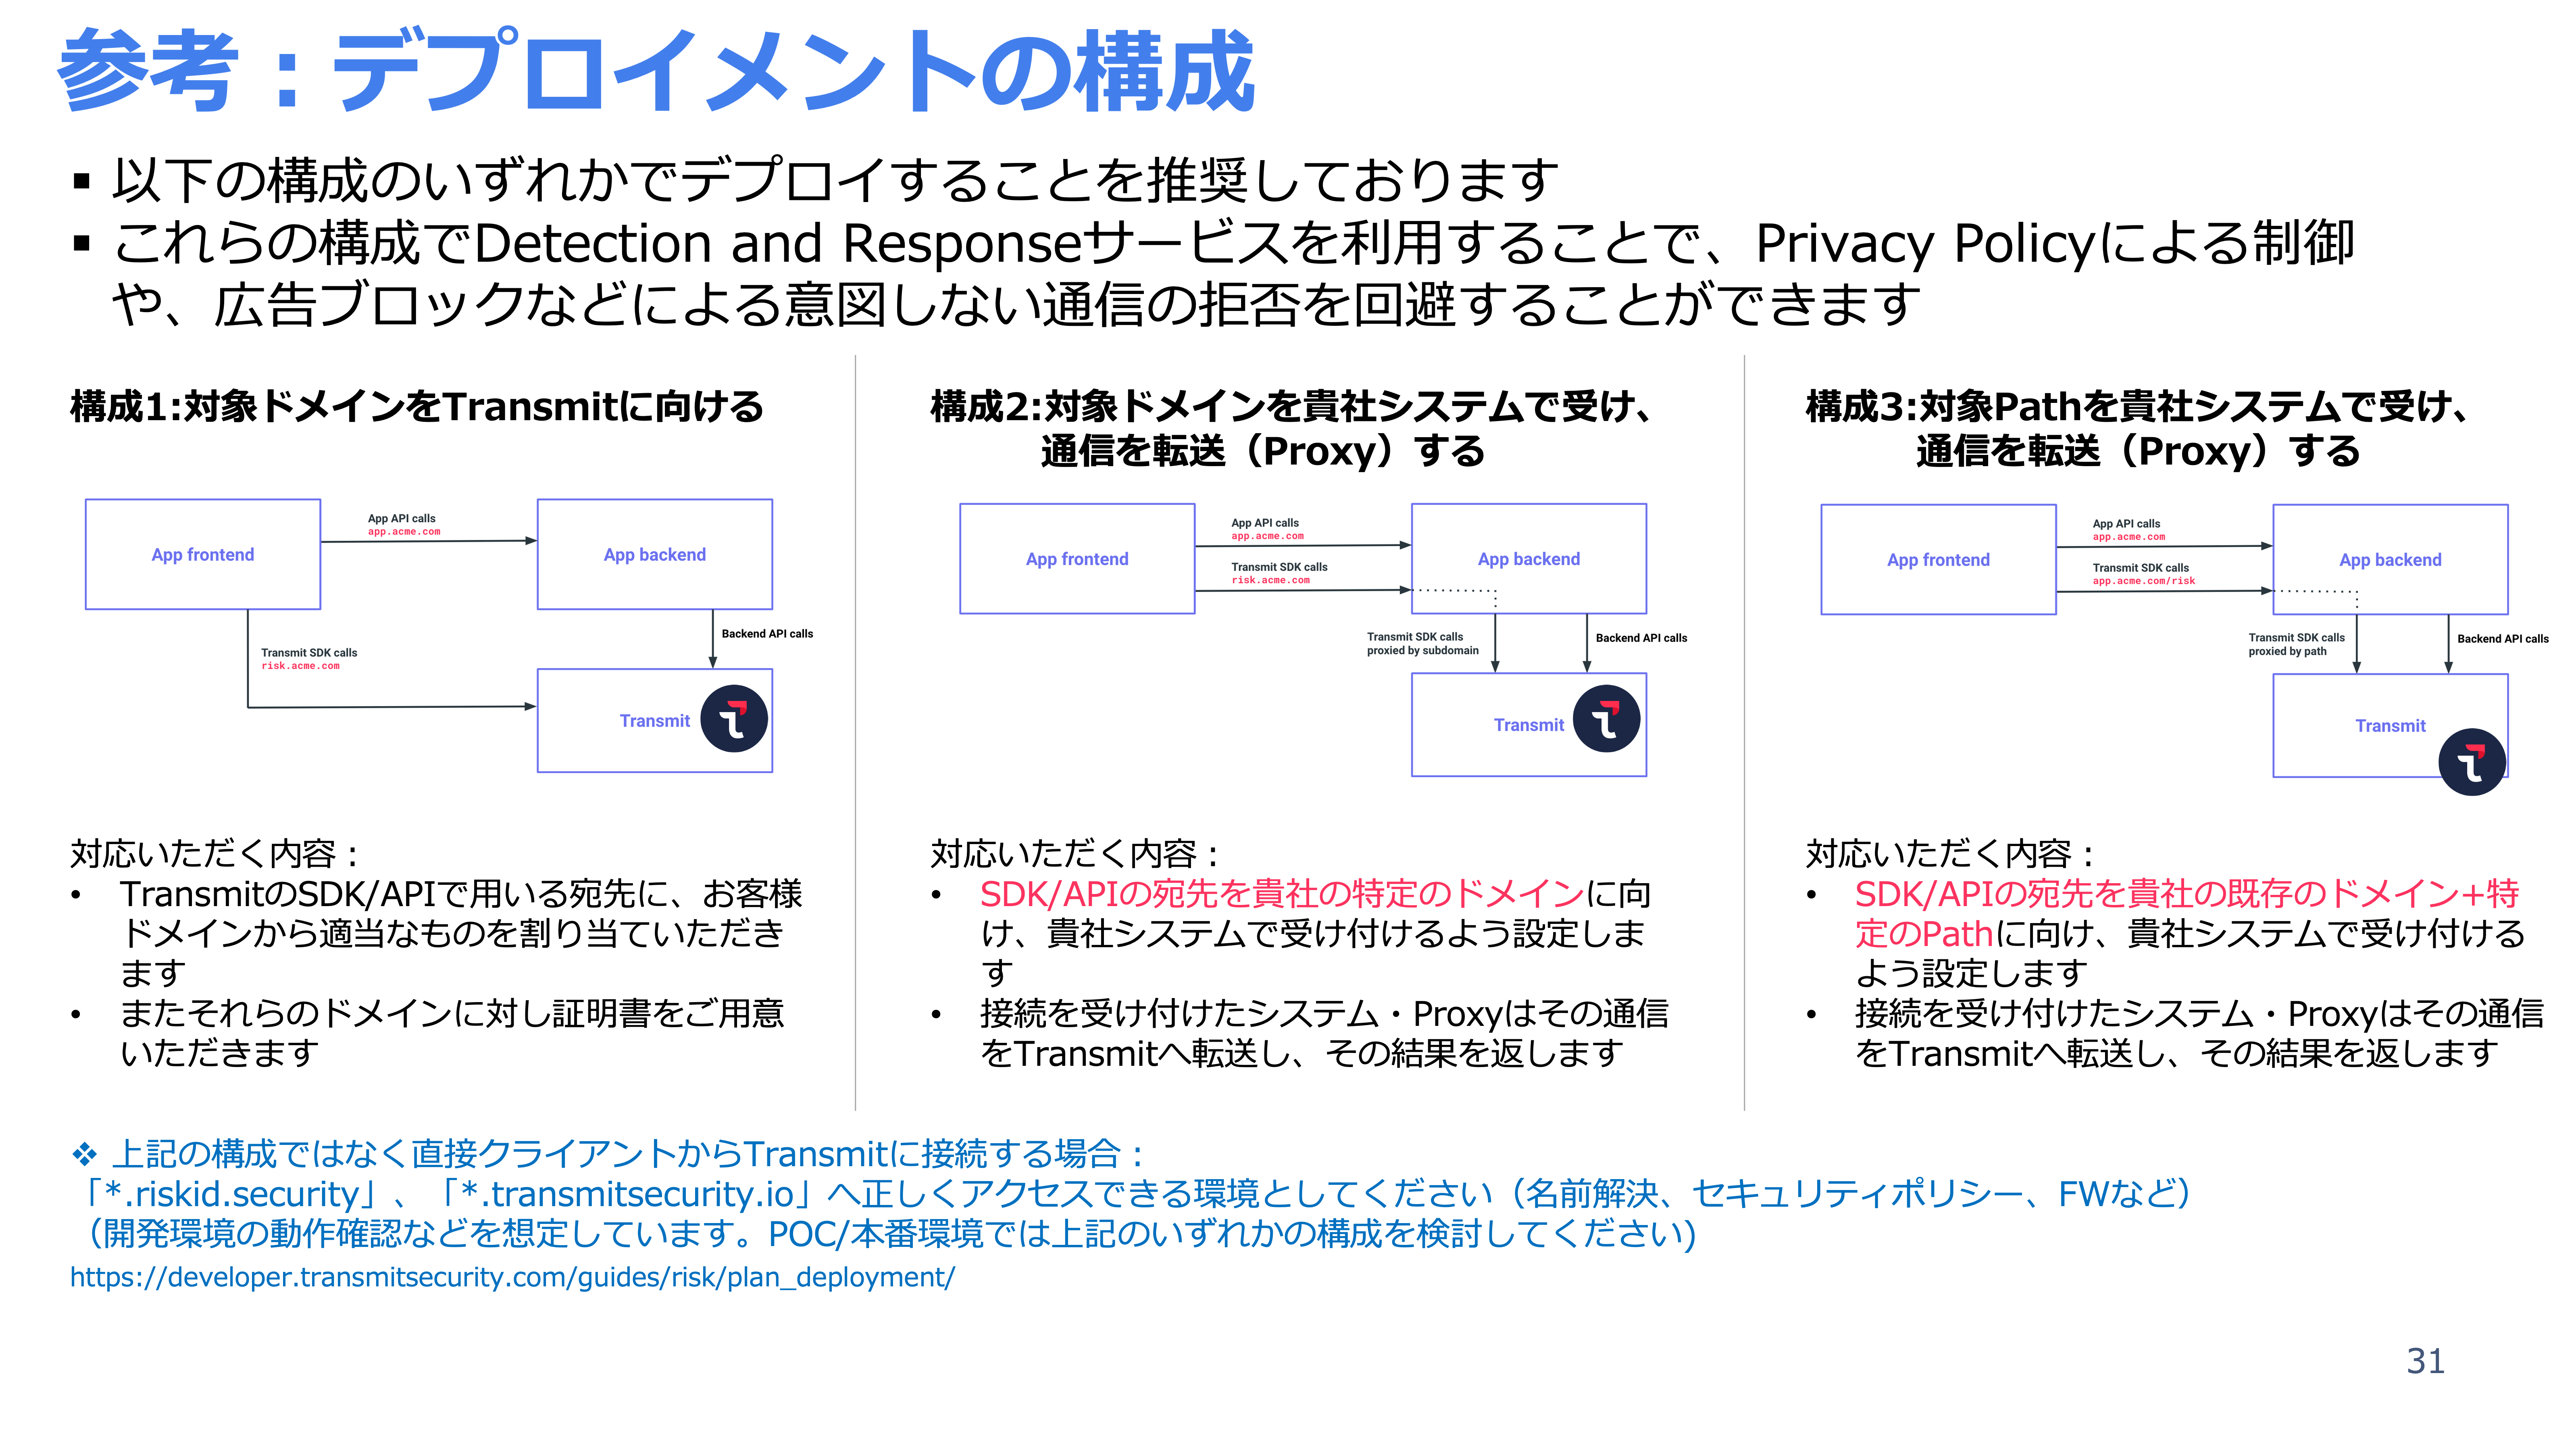 参考：デプロイメントの構成
▪ 以下の構成のいずれかでデプロイすることを推奨しております
▪ これらの構成でDetection and Responseサービスを利用することで、Privacy Policyによる制御
や、広告ブロックなどによる意図しない通信の拒否を回避することができます
構成1:対象ドメインをTransmitに向ける
App frontend
App API calls
app.acme.com
App backend
Transmit SDK calls
risk.acme.com
Backend API calls
Transmit
対応いただく内容：
• TransmitのSDK/APIで用いる宛先に、お客様
ドメインから適当なものを割り当ていただき
ます
• またそれらのドメインに対し証明書をご用意
いただきます
構成2:対象ドメインを貴社システムで受け、
通信を転送（Proxy）する
App frontend
App API calls
app.acme.com
Transmit SDK calls
risk.acme.com
App backend
Transmit SDK calls
proxied by subdomain
Backend API calls
Transmit
対応いただく内容：
• SDK/APIの宛先を貴社の特定のドメインに向
け、貴社システムで受け付けるよう設定しま
す
• 接続を受け付けたシステム・Proxyはその通信
をTransmitへ転送し、その結果を返します
構成3:対象Pathを貴社システムで受け、
通信を転送（Proxy）する
App frontend
App API calls
app.acme.com
Transmit SDK calls
app.acme.com/risk
App backend
Transmit SDK calls
proxied by path
Backend API calls
Transmit
対応いただく内容：
• SDK/APIの宛先を貴社の既存のドメイン+特
定のPathに向け、貴社システムで受け付ける
よう設定します
• 接続を受け付けたシステム・Proxyはその通信
をTransmitへ転送し、その結果を返します
❖ 上記の構成ではなく直接クライアントからTransmitに接続する場合：
「*.riskid.security」、「*.transmitsecurity.io」へ正しくアクセスできる環境としてください（名前解決、セキュリティポリシー、FWなど）
（開発環境の動作確認などを想定しています。POC/本番環境では上記のいずれかの構成を検討してください)
https://developer.transmitsecurity.com/guides/risk/plan_deployment/
31